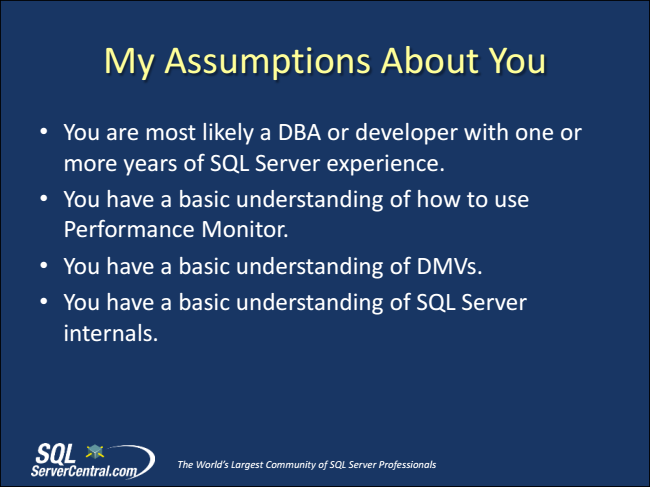 My Assumptions About You
• You are most likely a DBA or developer with one or
more years of SQL Server experience.
• You have a basic understanding of how to use
Performance Monitor.
• You have a basic understanding of DMVs.
• You have a basic understanding of SQL Server
internals.
SQL
ServerCentral.com
The World's Largest Community of SQL Server Professionals